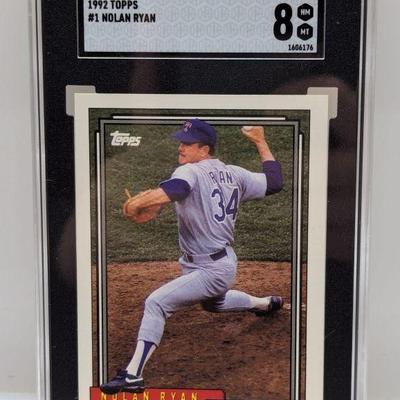 1992 TOPPS
#1 NOLAN RYAN
8
NM
MT
1606176
Topps
RYAN
34
NOLAN RYAN